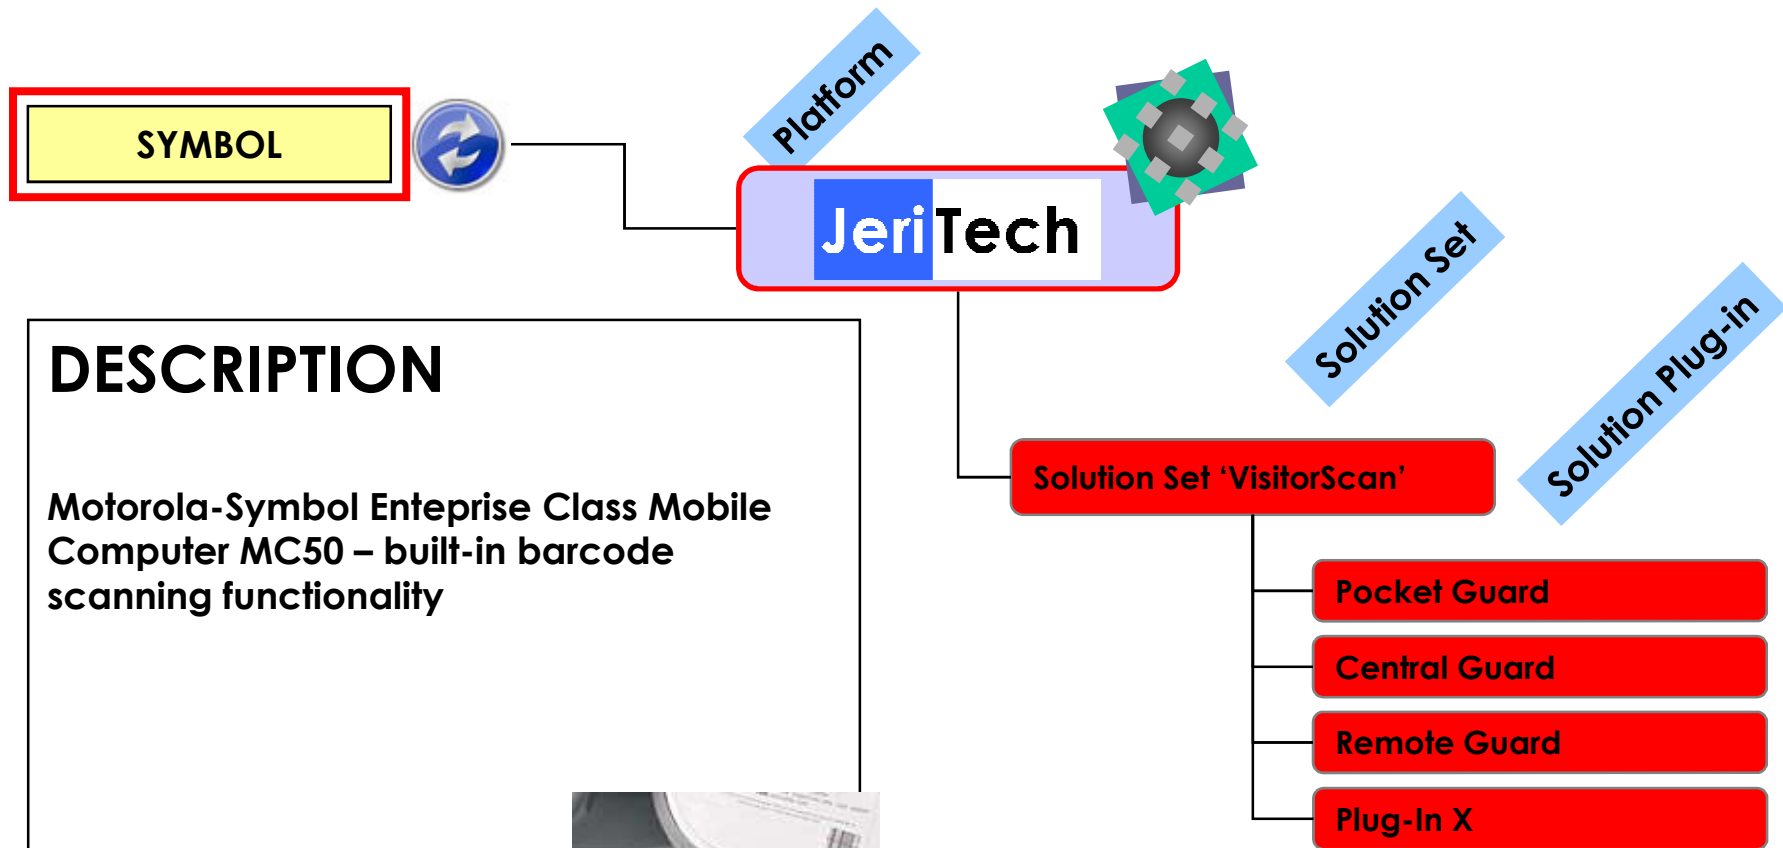 Platform
SYMBOL
JeriTech
Solution Set
Solution Plug-in
DESCRIPTION
Motorola-Symbol Enteprise Class Mobile
Computer MC50 – built-in barcode
scanning functionality
Solution Set ‘VisitorScan’
Pocket Guard
Central Guard
Remote Guard
Plug-In X